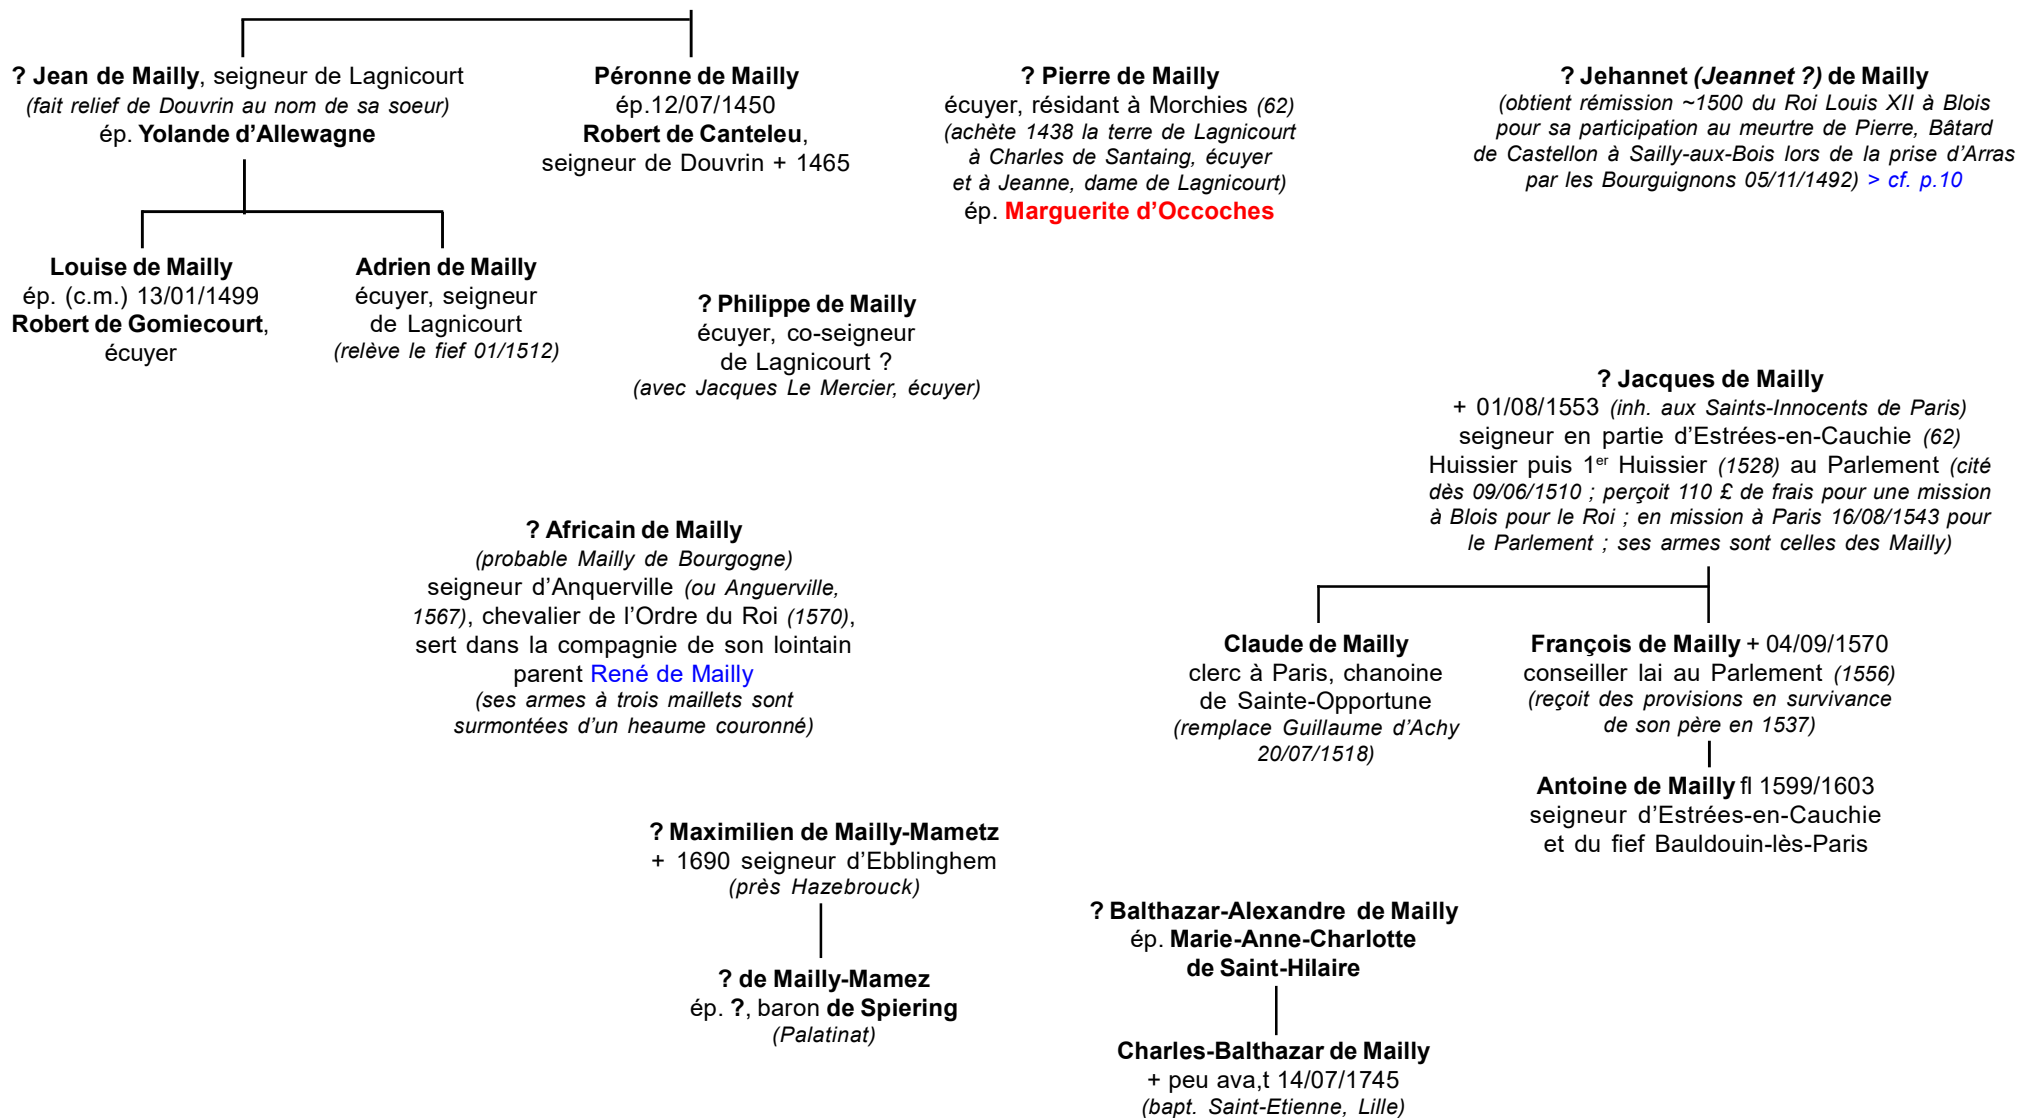 ? Jean de Mailly, seigneur de Lagnicourt
(fait relief de Douvrin au nom de sa soeur)
ép. Yolande d’Allewagne
Péronne de Mailly
ép.12/07/1450
Robert de Canteleu,
seigneur de Douvrin + 1465
? Pierre de Mailly
écuyer, résidant à Morchies (62)
(achète 1438 la terre de Lagnicourt
à Charles de Santaing, écuyer
et à Jeanne, dame de Lagnicourt)
ép. Marguerite d’Occoches
? Jehannet (Jeannet ?) de Mailly
(obtient rémission ~1500 du Roi Louis XII à Blois
pour sa participation au meurtre de Pierre, Bâtard
de Castellon à Sailly-aux-Bois lors de la prise d’Arras
par les Bourguignons 05/11/1492) > cf. p.10
Louise de Mailly
ép. (c.m.) 13/01/1499
Robert de Gomiecourt,
écuyer
Adrien de Mailly
écuyer, seigneur
de Lagnicourt
(relève le fief 01/1512)
? Philippe de Mailly
écuyer, co-seigneur
de Lagnicourt ?
(avec Jacques Le Mercier, écuyer)
? Jacques de Mailly
+ 01/08/1553 (inh. aux Saints-Innocents de Paris)
seigneur en partie d’Estrées-en-Cauchie (62)
Huissier puis 1er Huissier (1528) au Parlement (cité
dès 09/06/1510 ; perçoit 110 £ de frais pour une mission
à Blois pour le Roi ; en mission à Paris 16/08/1543 pour
le Parlement ; ses armes sont celles des Mailly)
? Africain de Mailly
(probable Mailly de Bourgogne)
seigneur d’Anquerville (ou Anguerville,
1567), chevalier de l’Ordre du Roi (1570),
sert dans la compagnie de son lointain
parent René de Mailly
(ses armes à trois maillets sont
surmontées d’un heaume couronné)
Claude de Mailly
clerc à Paris, chanoine
de Sainte-Opportune
(remplace Guillaume d’Achy
20/07/1518)
François de Mailly + 04/09/1570
conseiller lai au Parlement (1556)
(reçoit des provisions en survivance
de son père en 1537)
Antoine de Mailly fl 1599/1603
seigneur d’Estrées-en-Cauchie
et du fief Bauldouin-lès-Paris
? Maximilien de Mailly-Mametz
+ 1690 seigneur d’Ebblinghem
(près Hazebrouck)
? de Mailly-Mamez
ép. ?, baron de Spiering
(Palatinat)
? Balthazar-Alexandre de Mailly
ép. Marie-Anne-Charlotte
de Saint-Hilaire
Charles-Balthazar de Mailly
+ peu ava,t 14/07/1745
(bapt. Saint-Etienne, Lille)